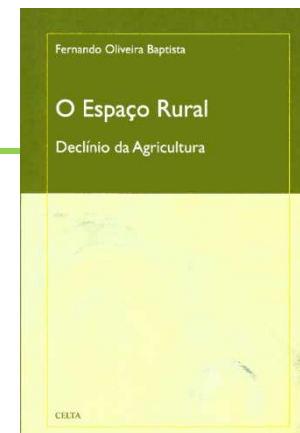 Fernando Oliveira Baptista
O Espaço Rural
Declínio da Agricultura
CELTA